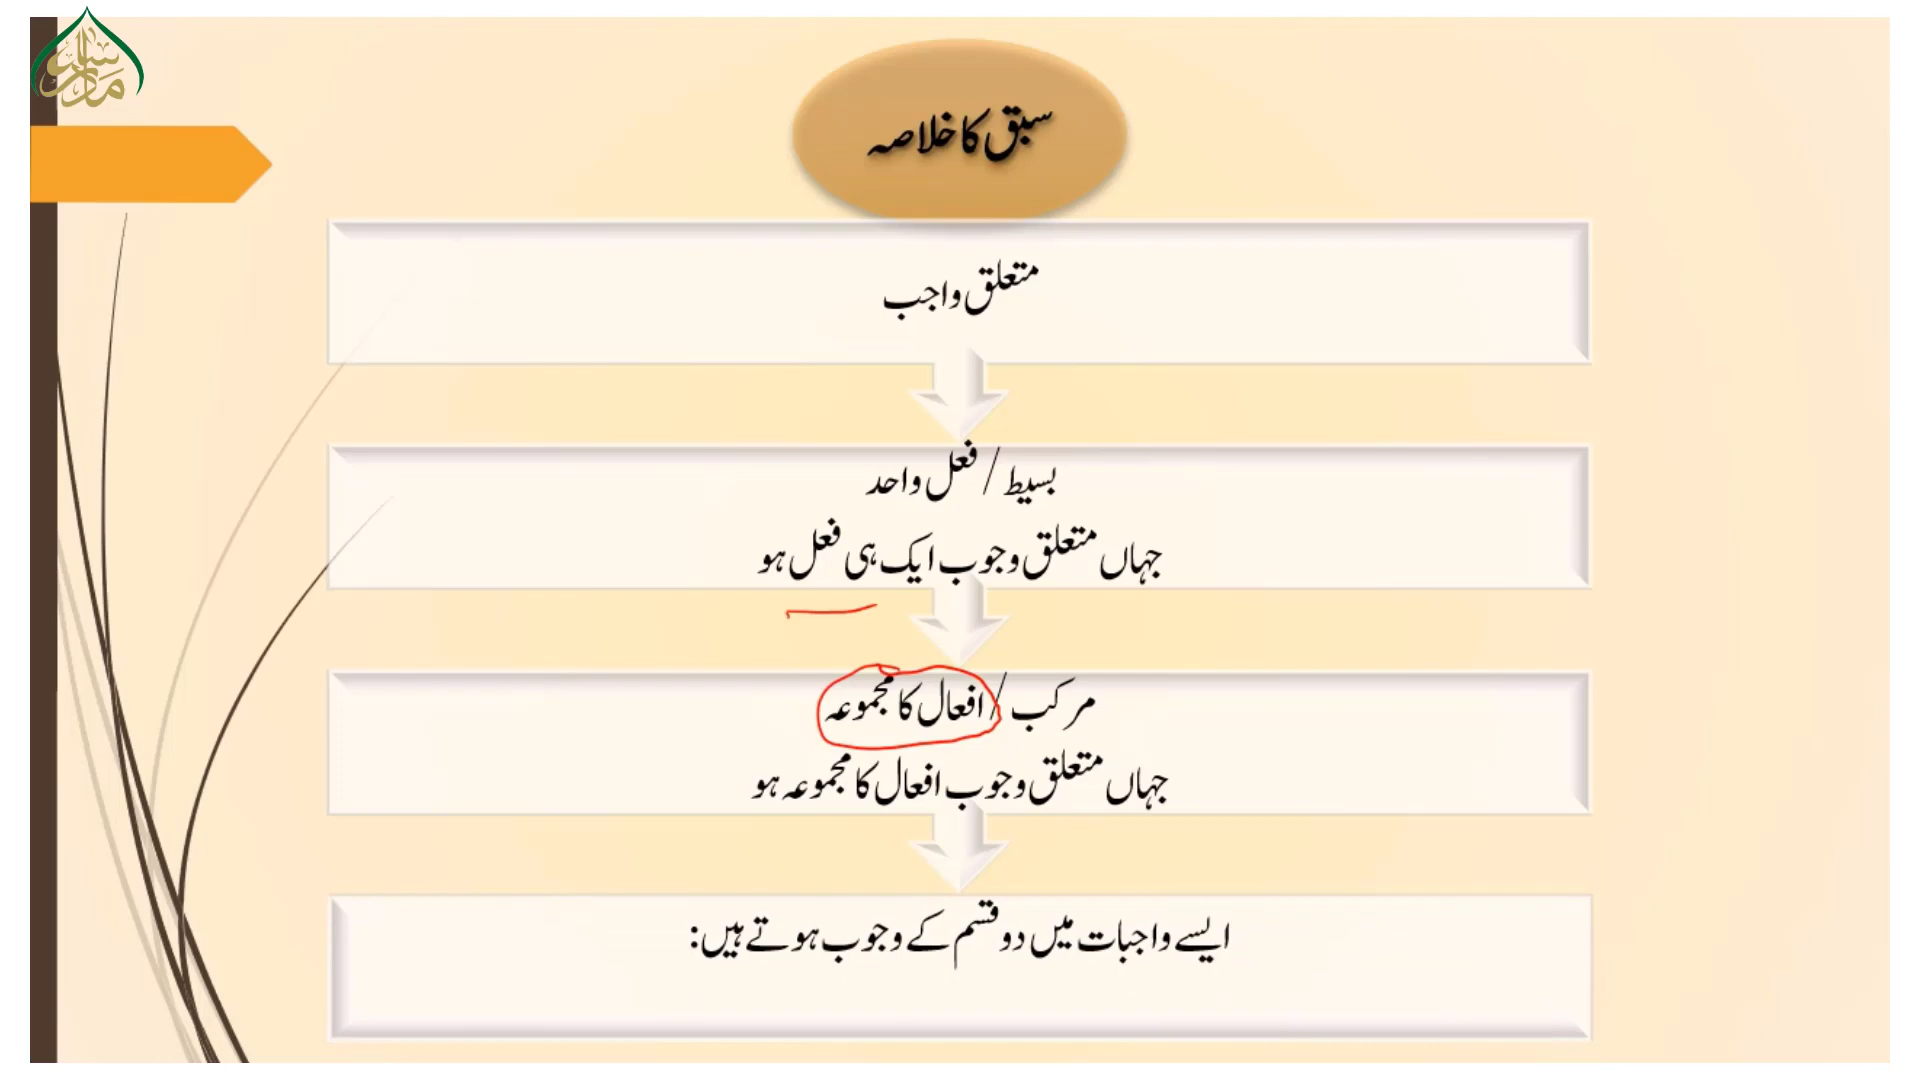 سبق کا خلاصہ
متعلق واجب
بسیط / فعل واحد
جہاں متعلق وجوب ایک ہی فعل ہو
مرکب / افعال کا مجموعہ
جہاں متعلق وجوب افعال کا مجموعہ ہو
ایسے واجبات میں دو قسم کے وجوب ہوتے ہیں: